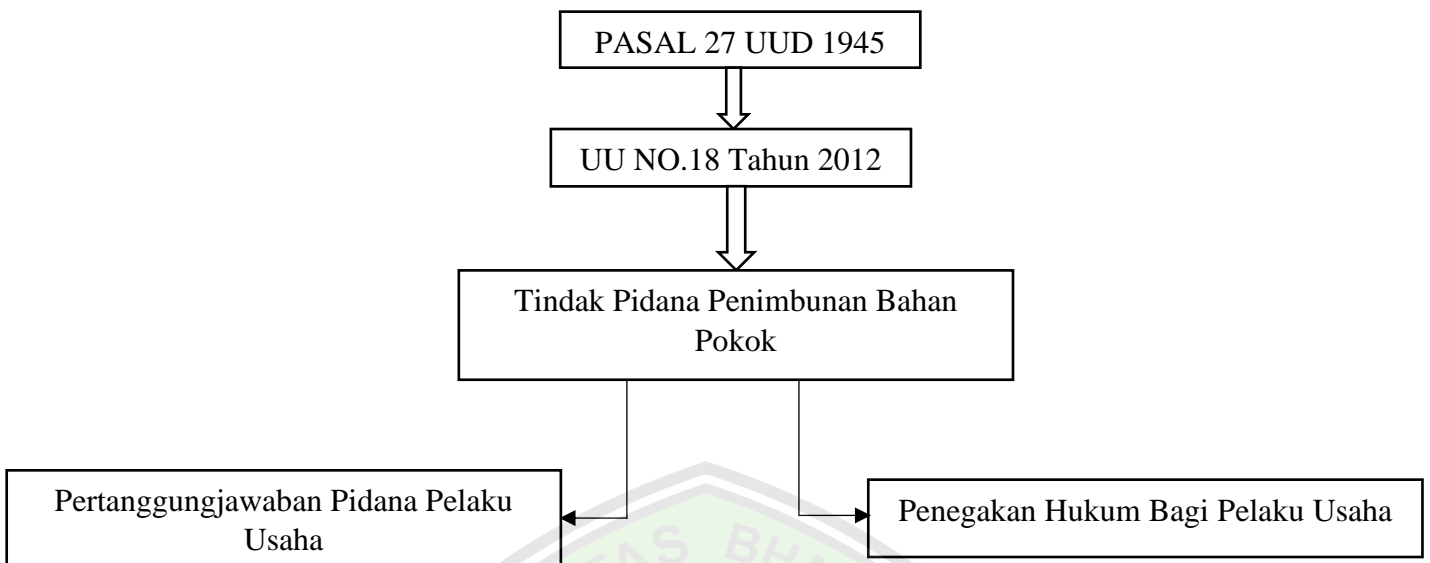 PASAL 27 UUD 1945
UU NO.18 Tahun 2012
Tindak Pidana Penimbunan Bahan
Pokok
Pertanggungjawaban Pidana Pelaku
Usaha
Penegakan Hukum Bagi Pelaku Usaha